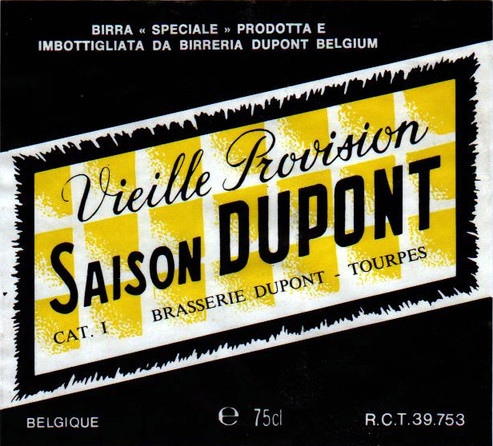 BIRRA « SPECIALE » PRODOTTA E
IMBOTTIGLIATA DA BIRRERIA DUPONT BELGIUM
Vieille Provision
SAISON DUPONT
CAT. I BRASSERIE DUPONT - TOURPES
BELGIQUE ℮ 75cl R.C.T. 39.753